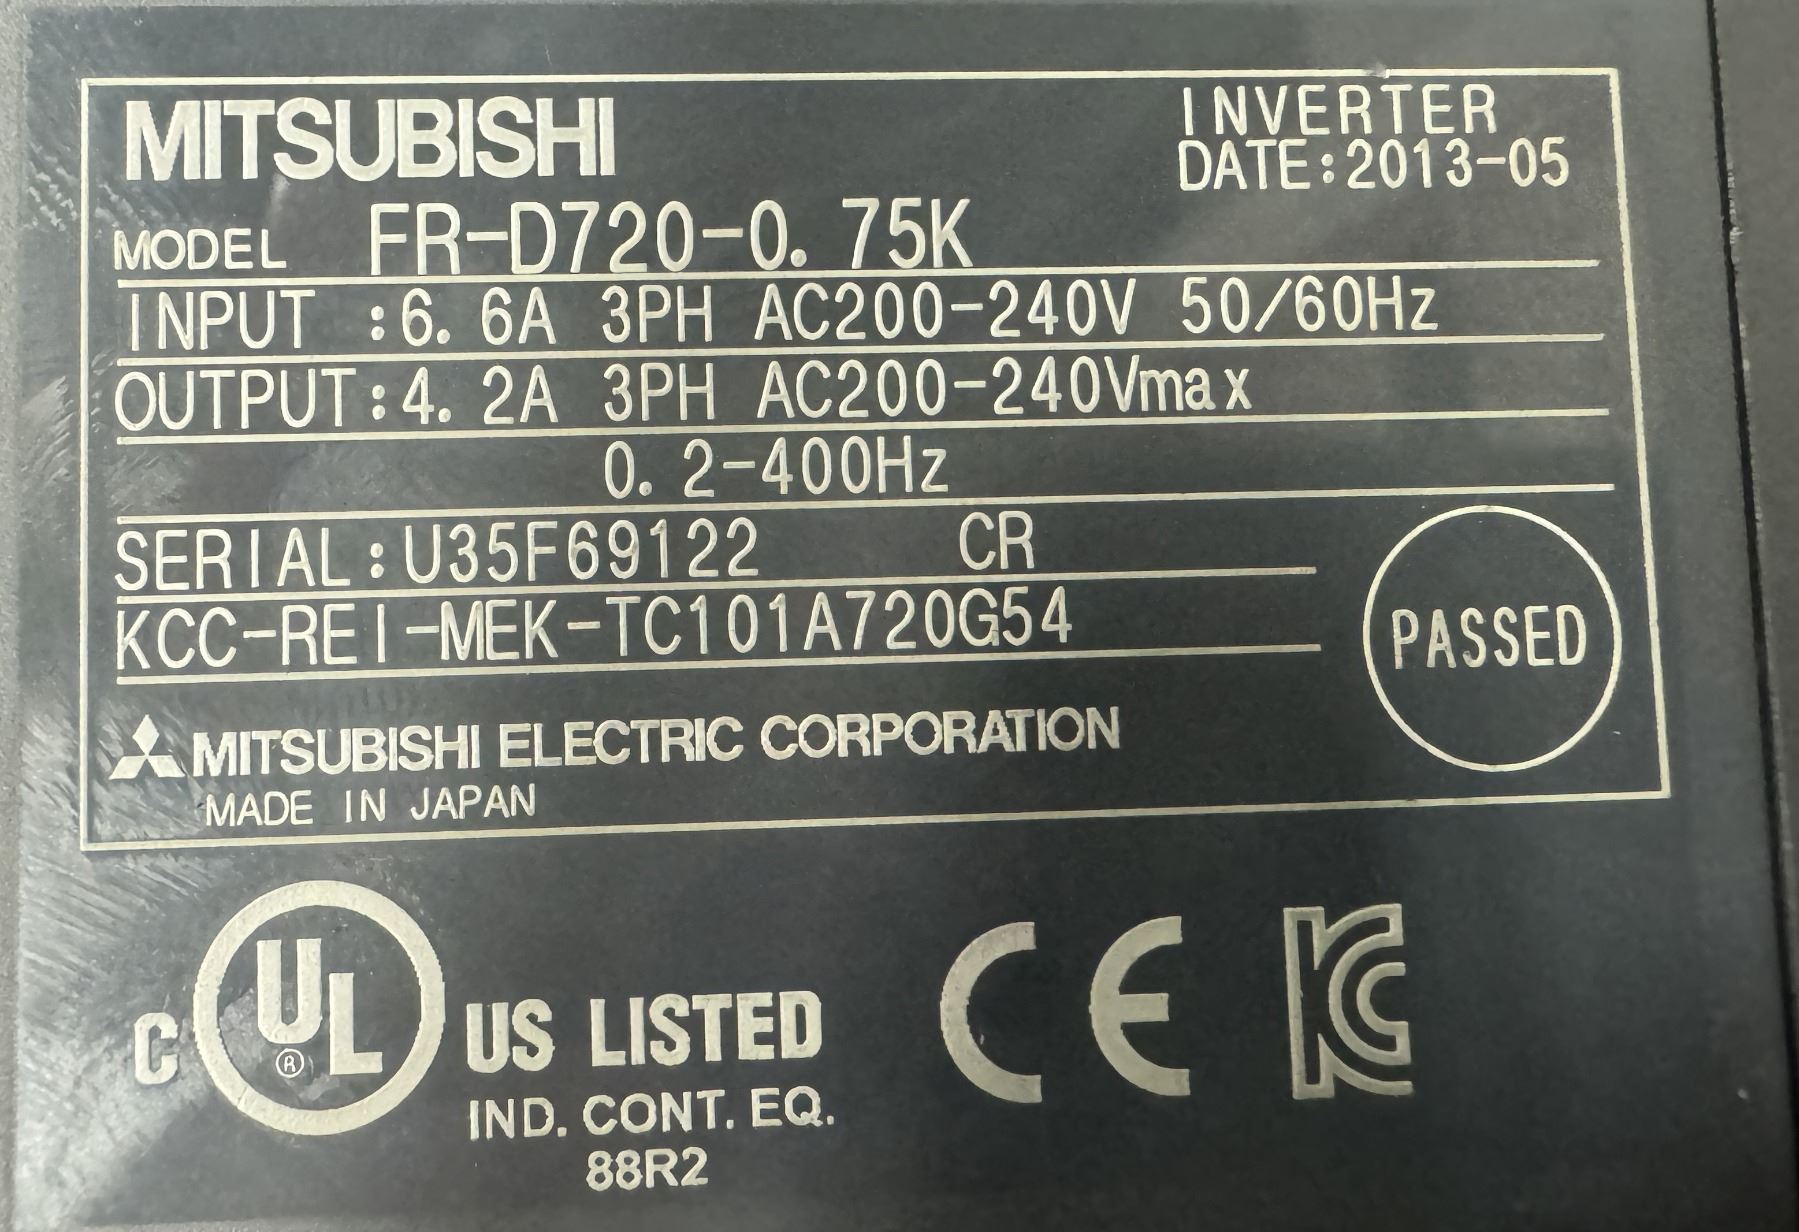 MITSUBISHI
INVERTER
DATE:2013-05
MODEL FR-D720-0.75K
INPUT :6.6A 3PH AC200-240V 50/60Hz
OUTPUT:4.2A 3PH AC200-240Vmax
0.2-400Hz
SERIAL:U35F69122 CR
KCC-REI-MEK-TC101A720G54
PASSED
MITSUBISHI ELECTRIC CORPORATION
MADE IN JAPAN
C UL ® US LISTED
IND. CONT. EQ.
88R2
CE
KC